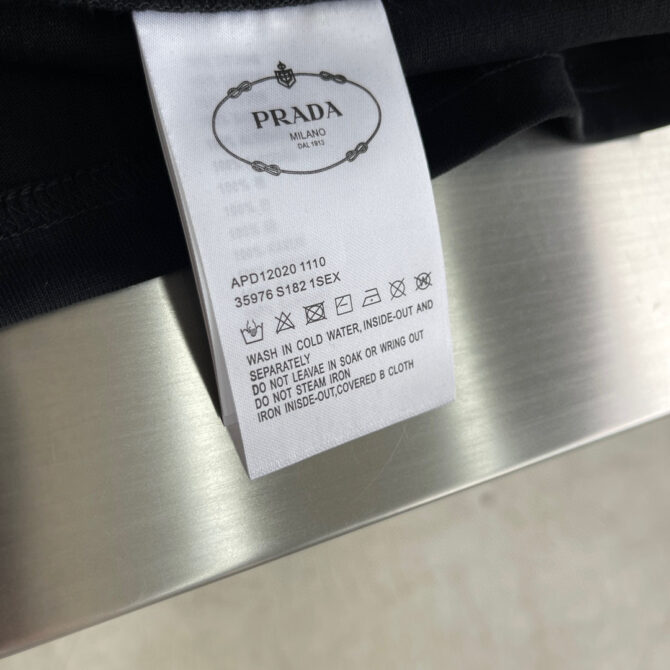 PRADA
MILANO
DAL 1913
APD12020 1110
35976 S182 1SEX
WASH IN COLD WATER, INSIDE-OUT AND
SEPARATELY
DO NOT LEAVAE IN SOAK OR WRING OUT
DO NOT STEAM IRON
IRON INISDE-OUT,COVERED B CLOTH